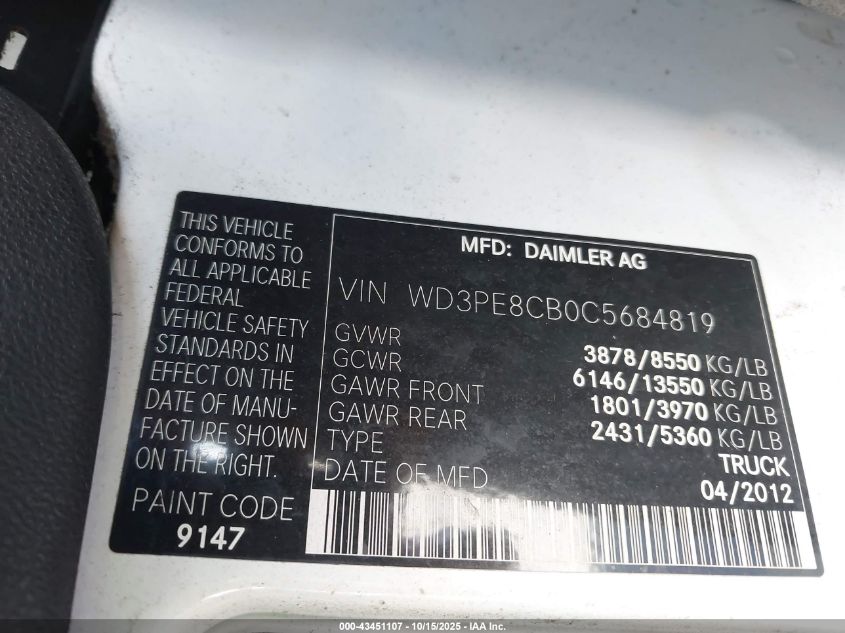 THIS VEHICLE
CONFORMS TO
ALL APPLICABLE
FEDERAL
VEHICLE SAFETY
STANDARDS IN
EFFECT ON THE
DATE OF MANU-
FACTURE SHOWN
ON THE RIGHT.
PAINT CODE
9147
MFD: DAIMLER AG
VIN WD3PE8CB0C5684819
GVWR 3878/8550 KG/LB
GCWR 6146/13550 KG/LB
GAWR FRONT 1801/3970 KG/LB
GAWR REAR 2431/5360 KG/LB
TYPE TRUCK
DATE OF MFD 04/2012
000-43451107 - 10/15/2025 - IAA Inc.